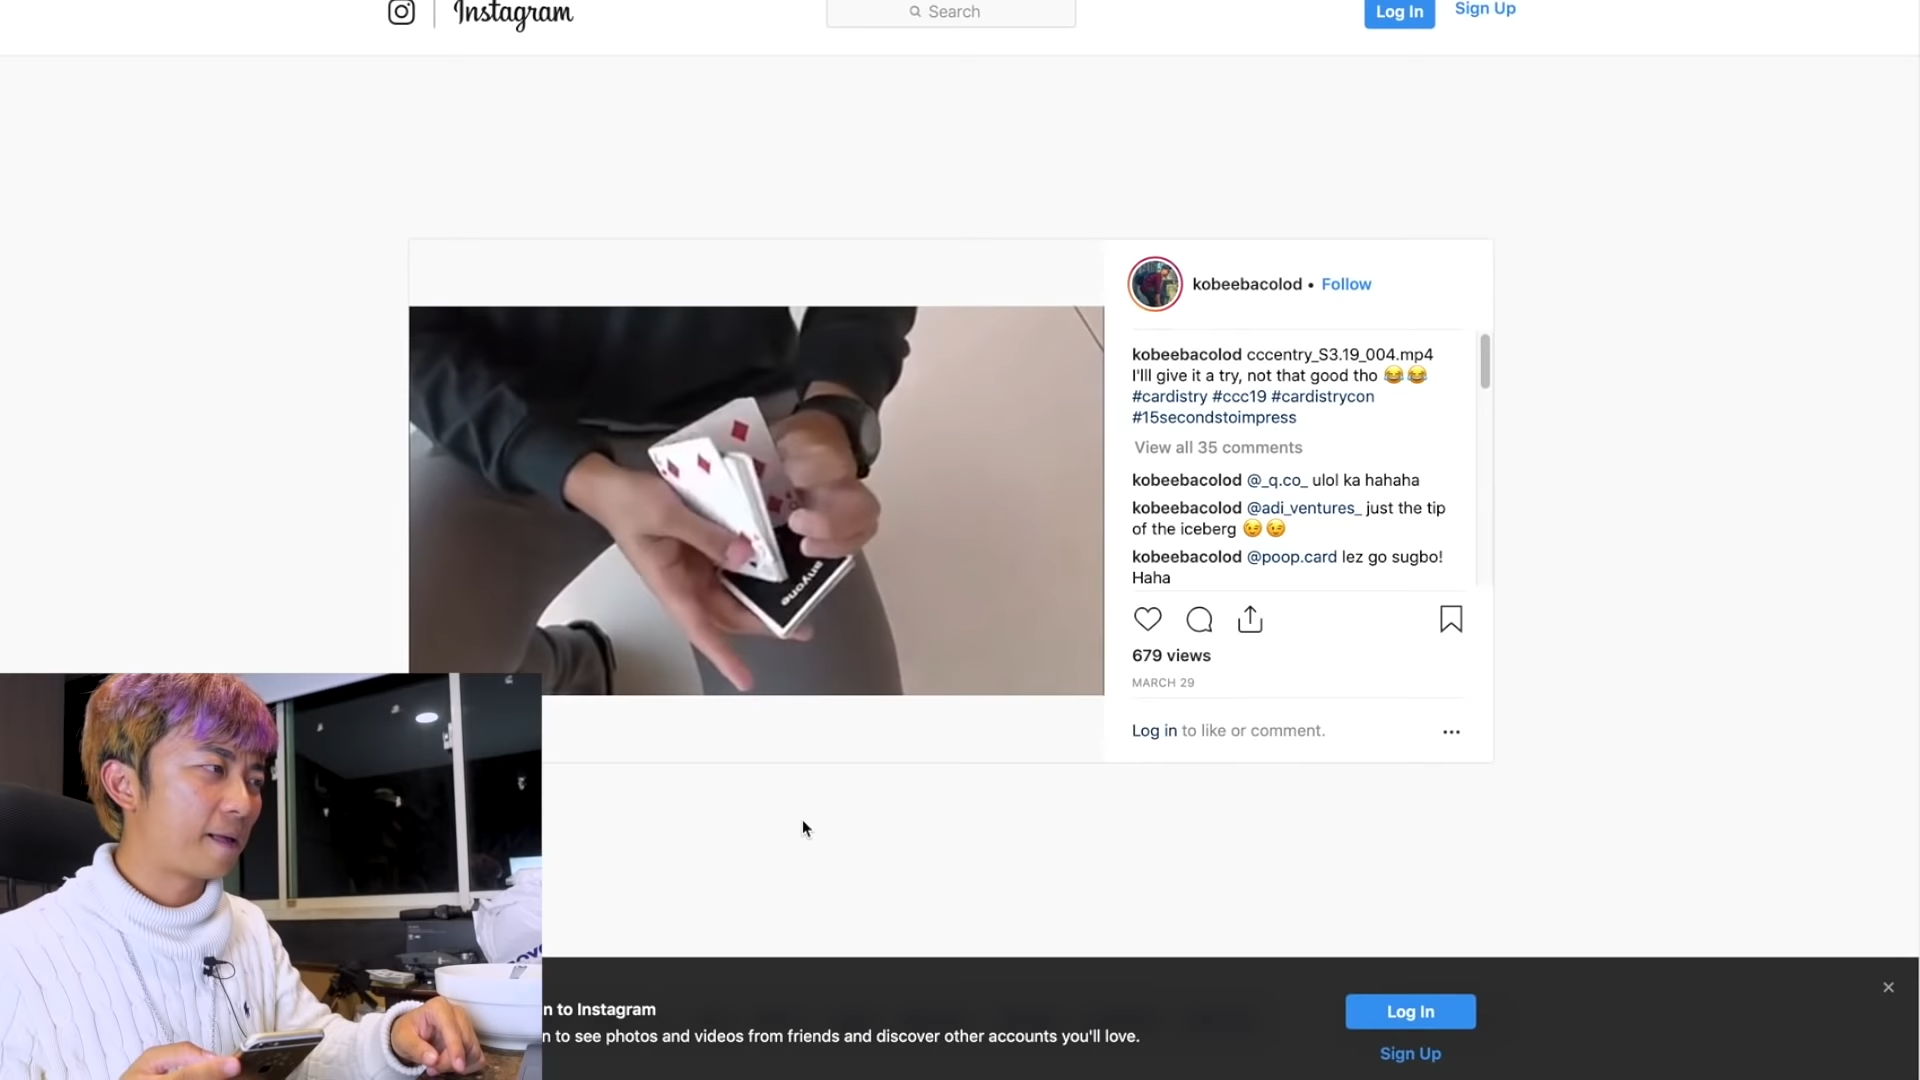 Instagram
Search
Log In
Sign Up
kobeebacolod • Follow
kobeebacolod cccentry_S3.19_004.mp4
I'lll give it a try, not that good tho 😂😂
#cardistry #ccc19 #cardistrycon
#15secondstoimpress
View all 35 comments
kobeebacolod @_q.co_ ulol ka hahaha
kobeebacolod @adi_ventures_ just the tip
of the iceberg 😉😉
kobeebacolod @poop.card lez go sugbo!
Haha
anyone
679 views
MARCH 29
Log in to like or comment.
n to Instagram
n to see photos and videos from friends and discover other accounts you'll love.
Log In
Sign Up